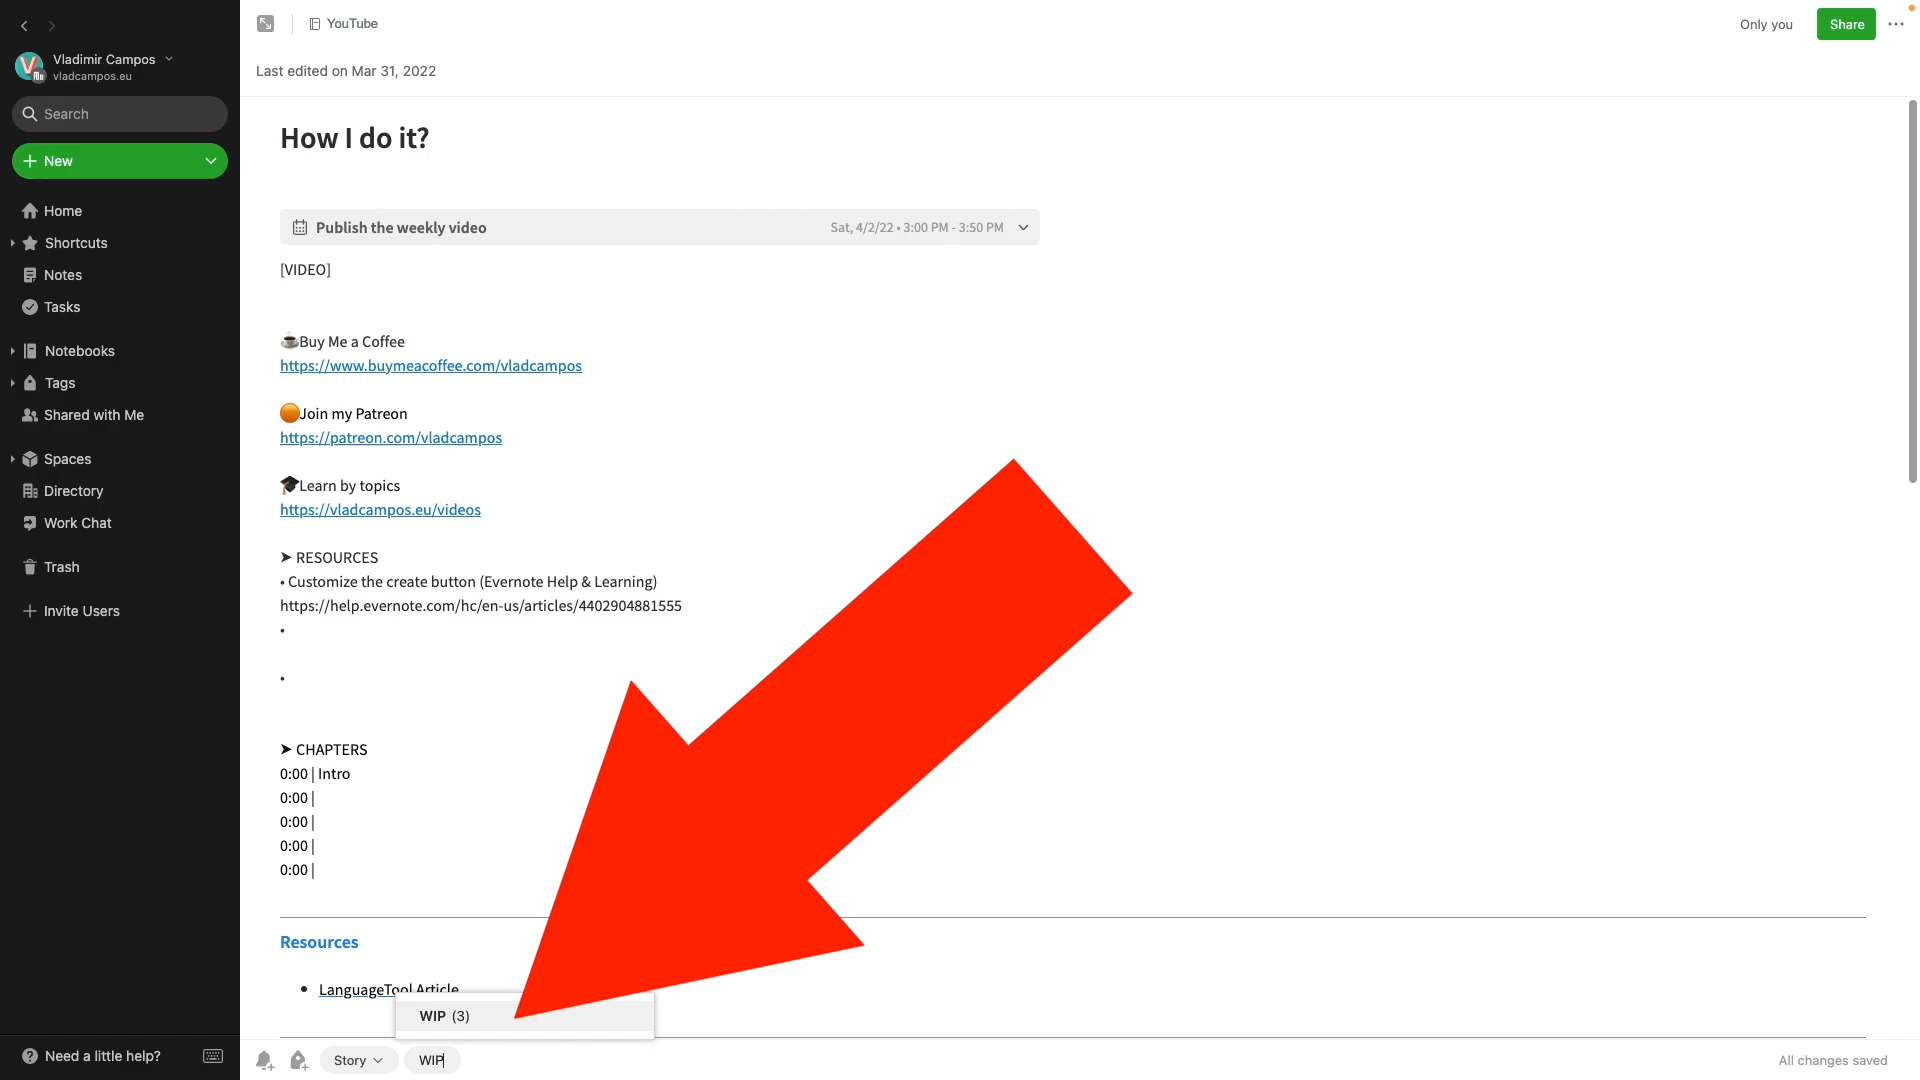 Vladimir Campos
vladcampos.eu
Search
New
Home
Shortcuts
Notes
Tasks
Notebooks
Tags
Shared with Me
Spaces
Directory
Work Chat
Trash
Invite Users
Need a little help?
YouTube
Only you
Share
Last edited on Mar 31, 2022
How I do it?
Publish the weekly video
Sat, 4/2/22 • 3:00 PM - 3:50 PM
[VIDEO]
☕Buy Me a Coffee
https://www.buymeacoffee.com/vladcampos
🟠Join my Patreon
https://patreon.com/vladcampos
🎓Learn by topics
https://vladcampos.eu/videos
➤ RESOURCES
• Customize the create button (Evernote Help & Learning)
https://help.evernote.com/hc/en-us/articles/4402904881555
•
•
➤ CHAPTERS
0:00 | Intro
0:00 |
0:00 |
0:00 |
0:00 |
Resources
• LanguageTool Article
WIP (3)
Story
WIP
All changes saved